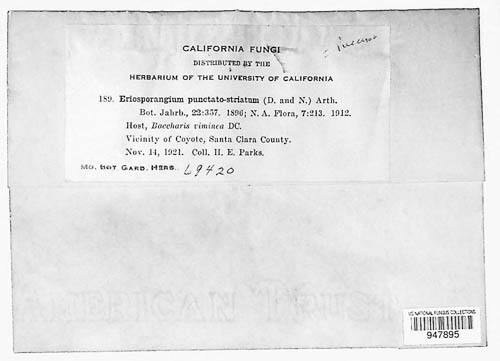 CALIFORNIA FUNGI
DISTRIBUTED BY THE
HERBARIUM OF THE UNIVERSITY OF CALIFORNIA
189. Eriosporangium punctato-striatum (D. and N.) Arth.
Bot. Jahrb., 22:357. 1896; N. A. Flora, 7:213. 1912.
Host, Baccharis viminea DC.
Vicinity of Coyote, Santa Clara County.
Nov. 14, 1921. Coll. H. E. Parks.
MO. BOT GARD. HERB. 69420
AMERICAN TRUST
US NATIONAL FUNGUS COLLECTIONS
947895